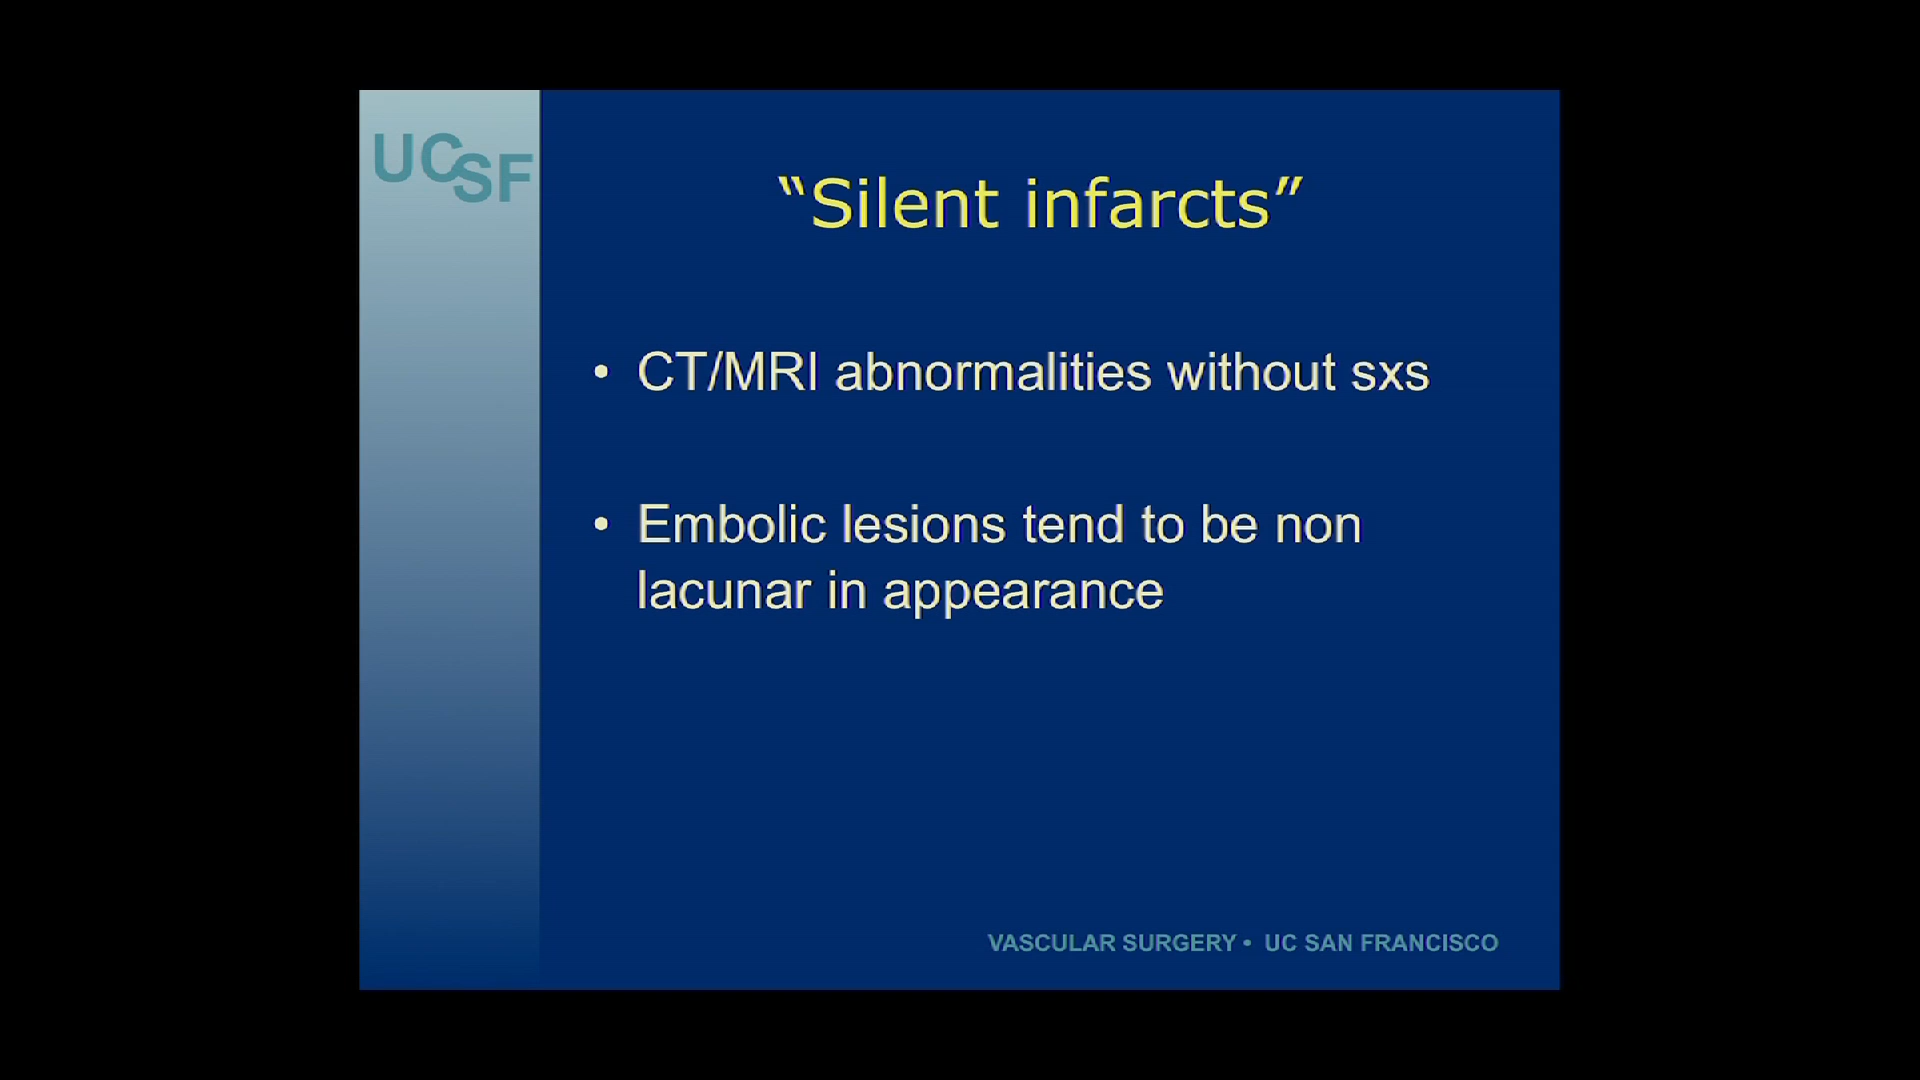 UCSF
“Silent infarcts”
• CT/MRI abnormalities without sxs
• Embolic lesions tend to be non
lacunar in appearance
VASCULAR SURGERY • UC SAN FRANCISCO